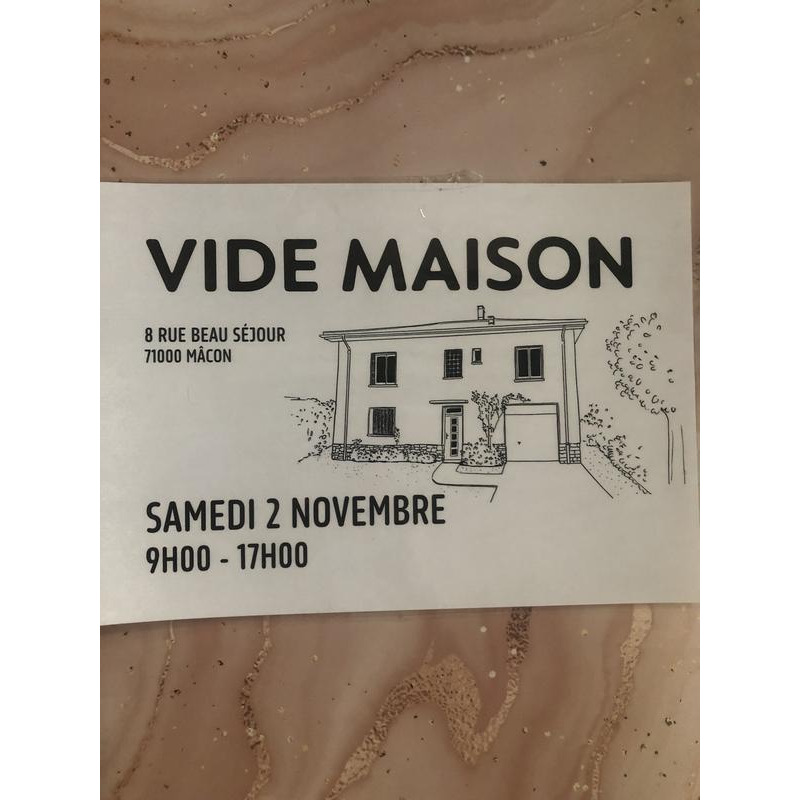 VIDE MAISON
8 RUE BEAU SÉJOUR
71000 MÂCON
SAMEDI 2 NOVEMBRE
9H00 - 17H00